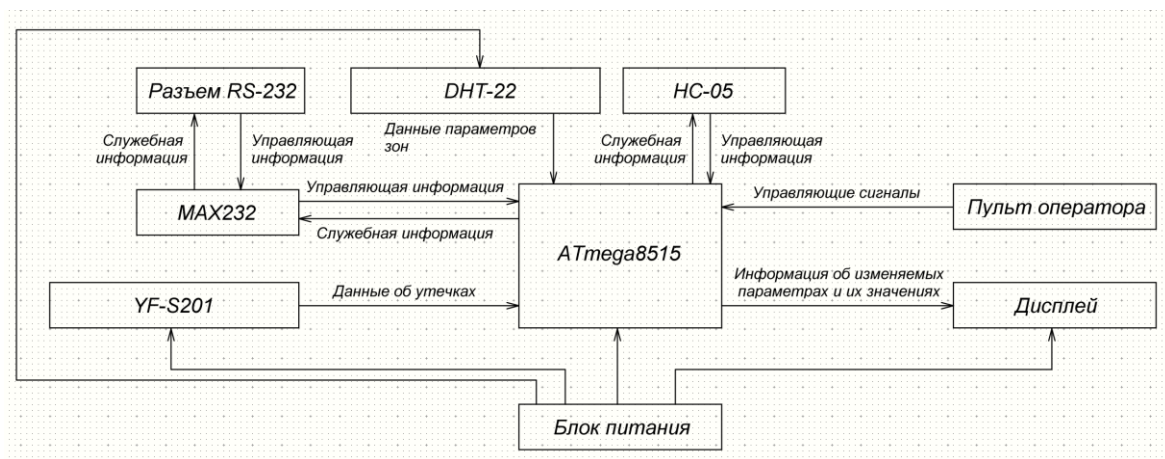 Разъем RS-232
DHT-22
HC-05
Служебная
информация
Управляющая
информация
Данные параметров
зон
Служебная
информация
Управляющая
информация
MAX232
Управляющая информация
Служебная информация
ATmega8515
Управляющие сигналы
Пульт оператора
YF-S201
Данные об утечках
Информация об изменяемых
параметрах и их значениях
Дисплей
Блок питания